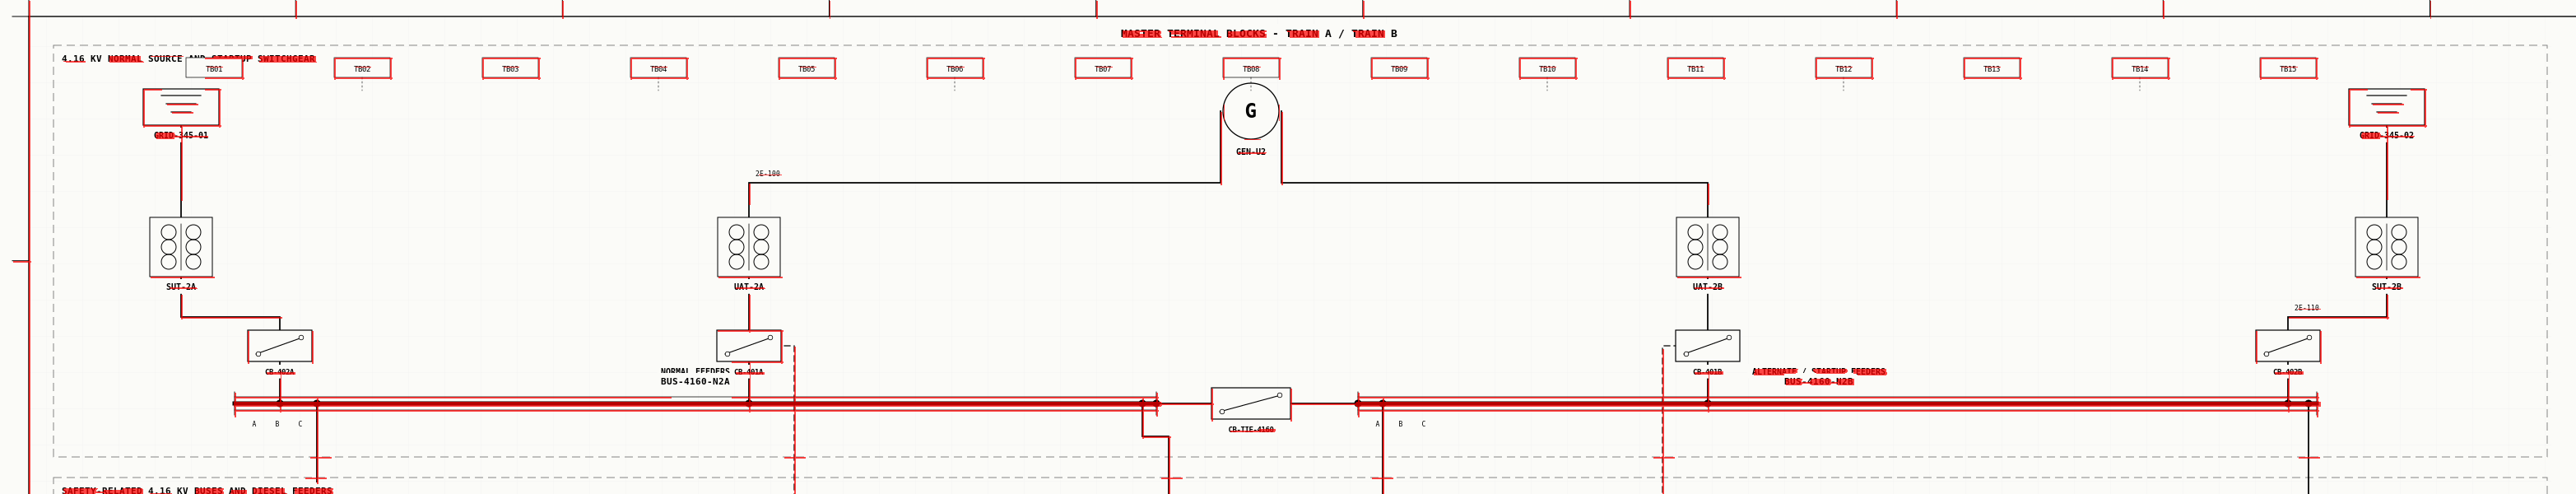 MASTER TERMINAL BLOCKS - TRAIN A / TRAIN B
4.16 KV NORMAL SOURCE AND STARTUP SWITCHGEAR
TB01 TB02 TB03 TB04 TB05 TB06 TB07 TB08 TB09 TB10 TB11 TB12 TB13 TB14 TB15
G
GRID-345-01
GRID-345-02
GEN-U2
2E-100
SUT-2A
UAT-2A
UAT-2B
SUT-2B
2E-110
CB-402A
NORMAL FEEDERS
CB-401A
CB-401B
ALTERNATE / STARTUP FEEDERS
CB-402B
BUS-4160-N2A
BUS-4160-N2B
A B C
CB-TIE-4160
A B C
SAFETY-RELATED 4.16 KV BUSES AND DIESEL FEEDERS